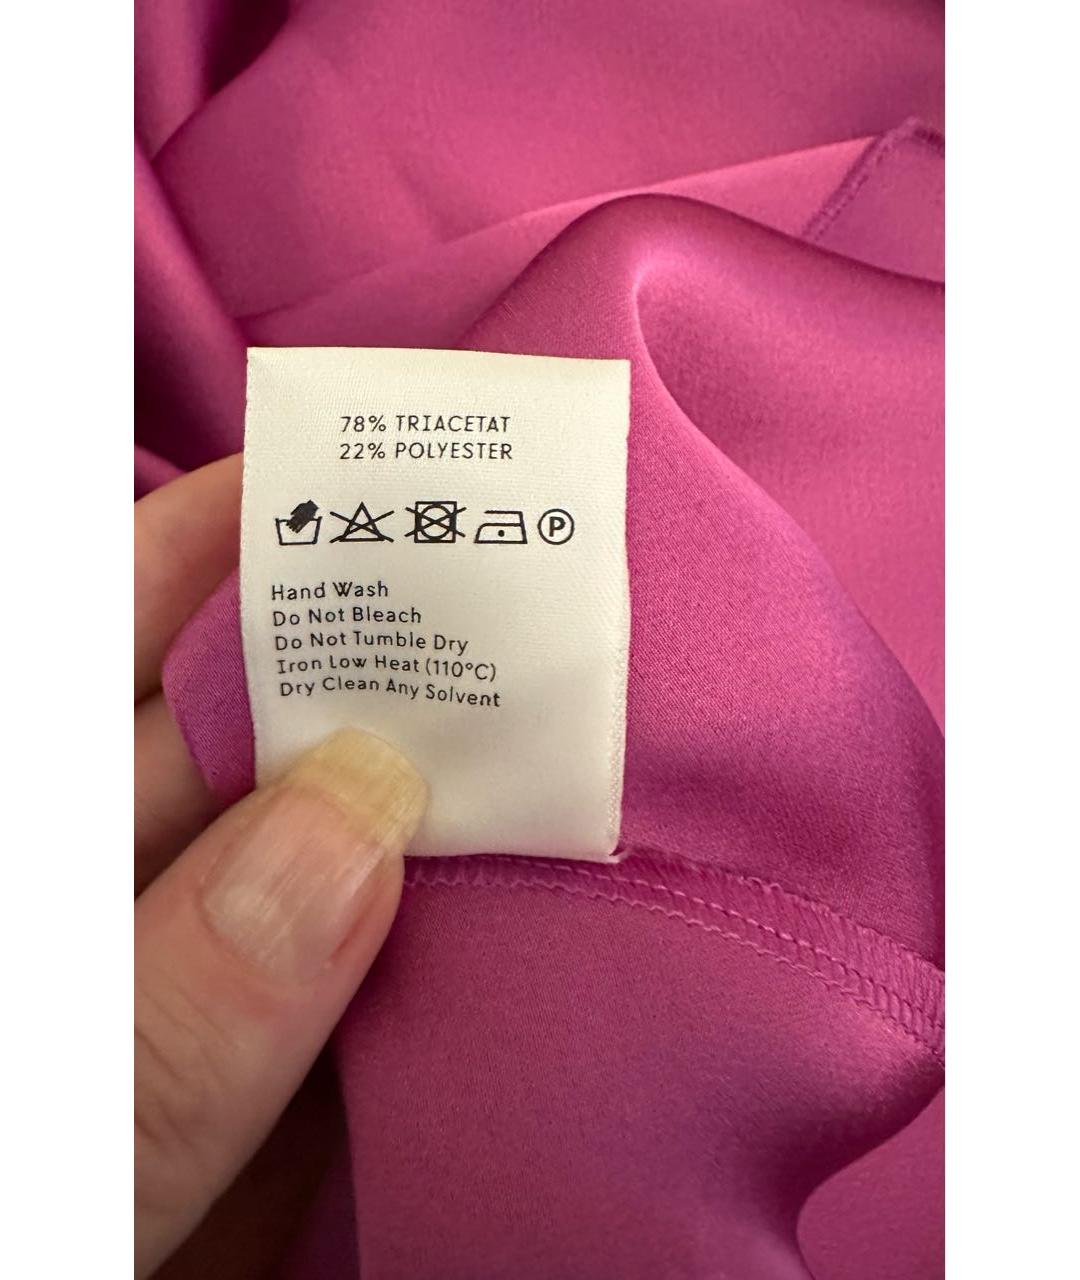 78% TRIACETAT
22% POLYESTER
P
Hand Wash
Do Not Bleach
Do Not Tumble Dry
Iron Low Heat (110°C)
Dry Clean Any Solvent